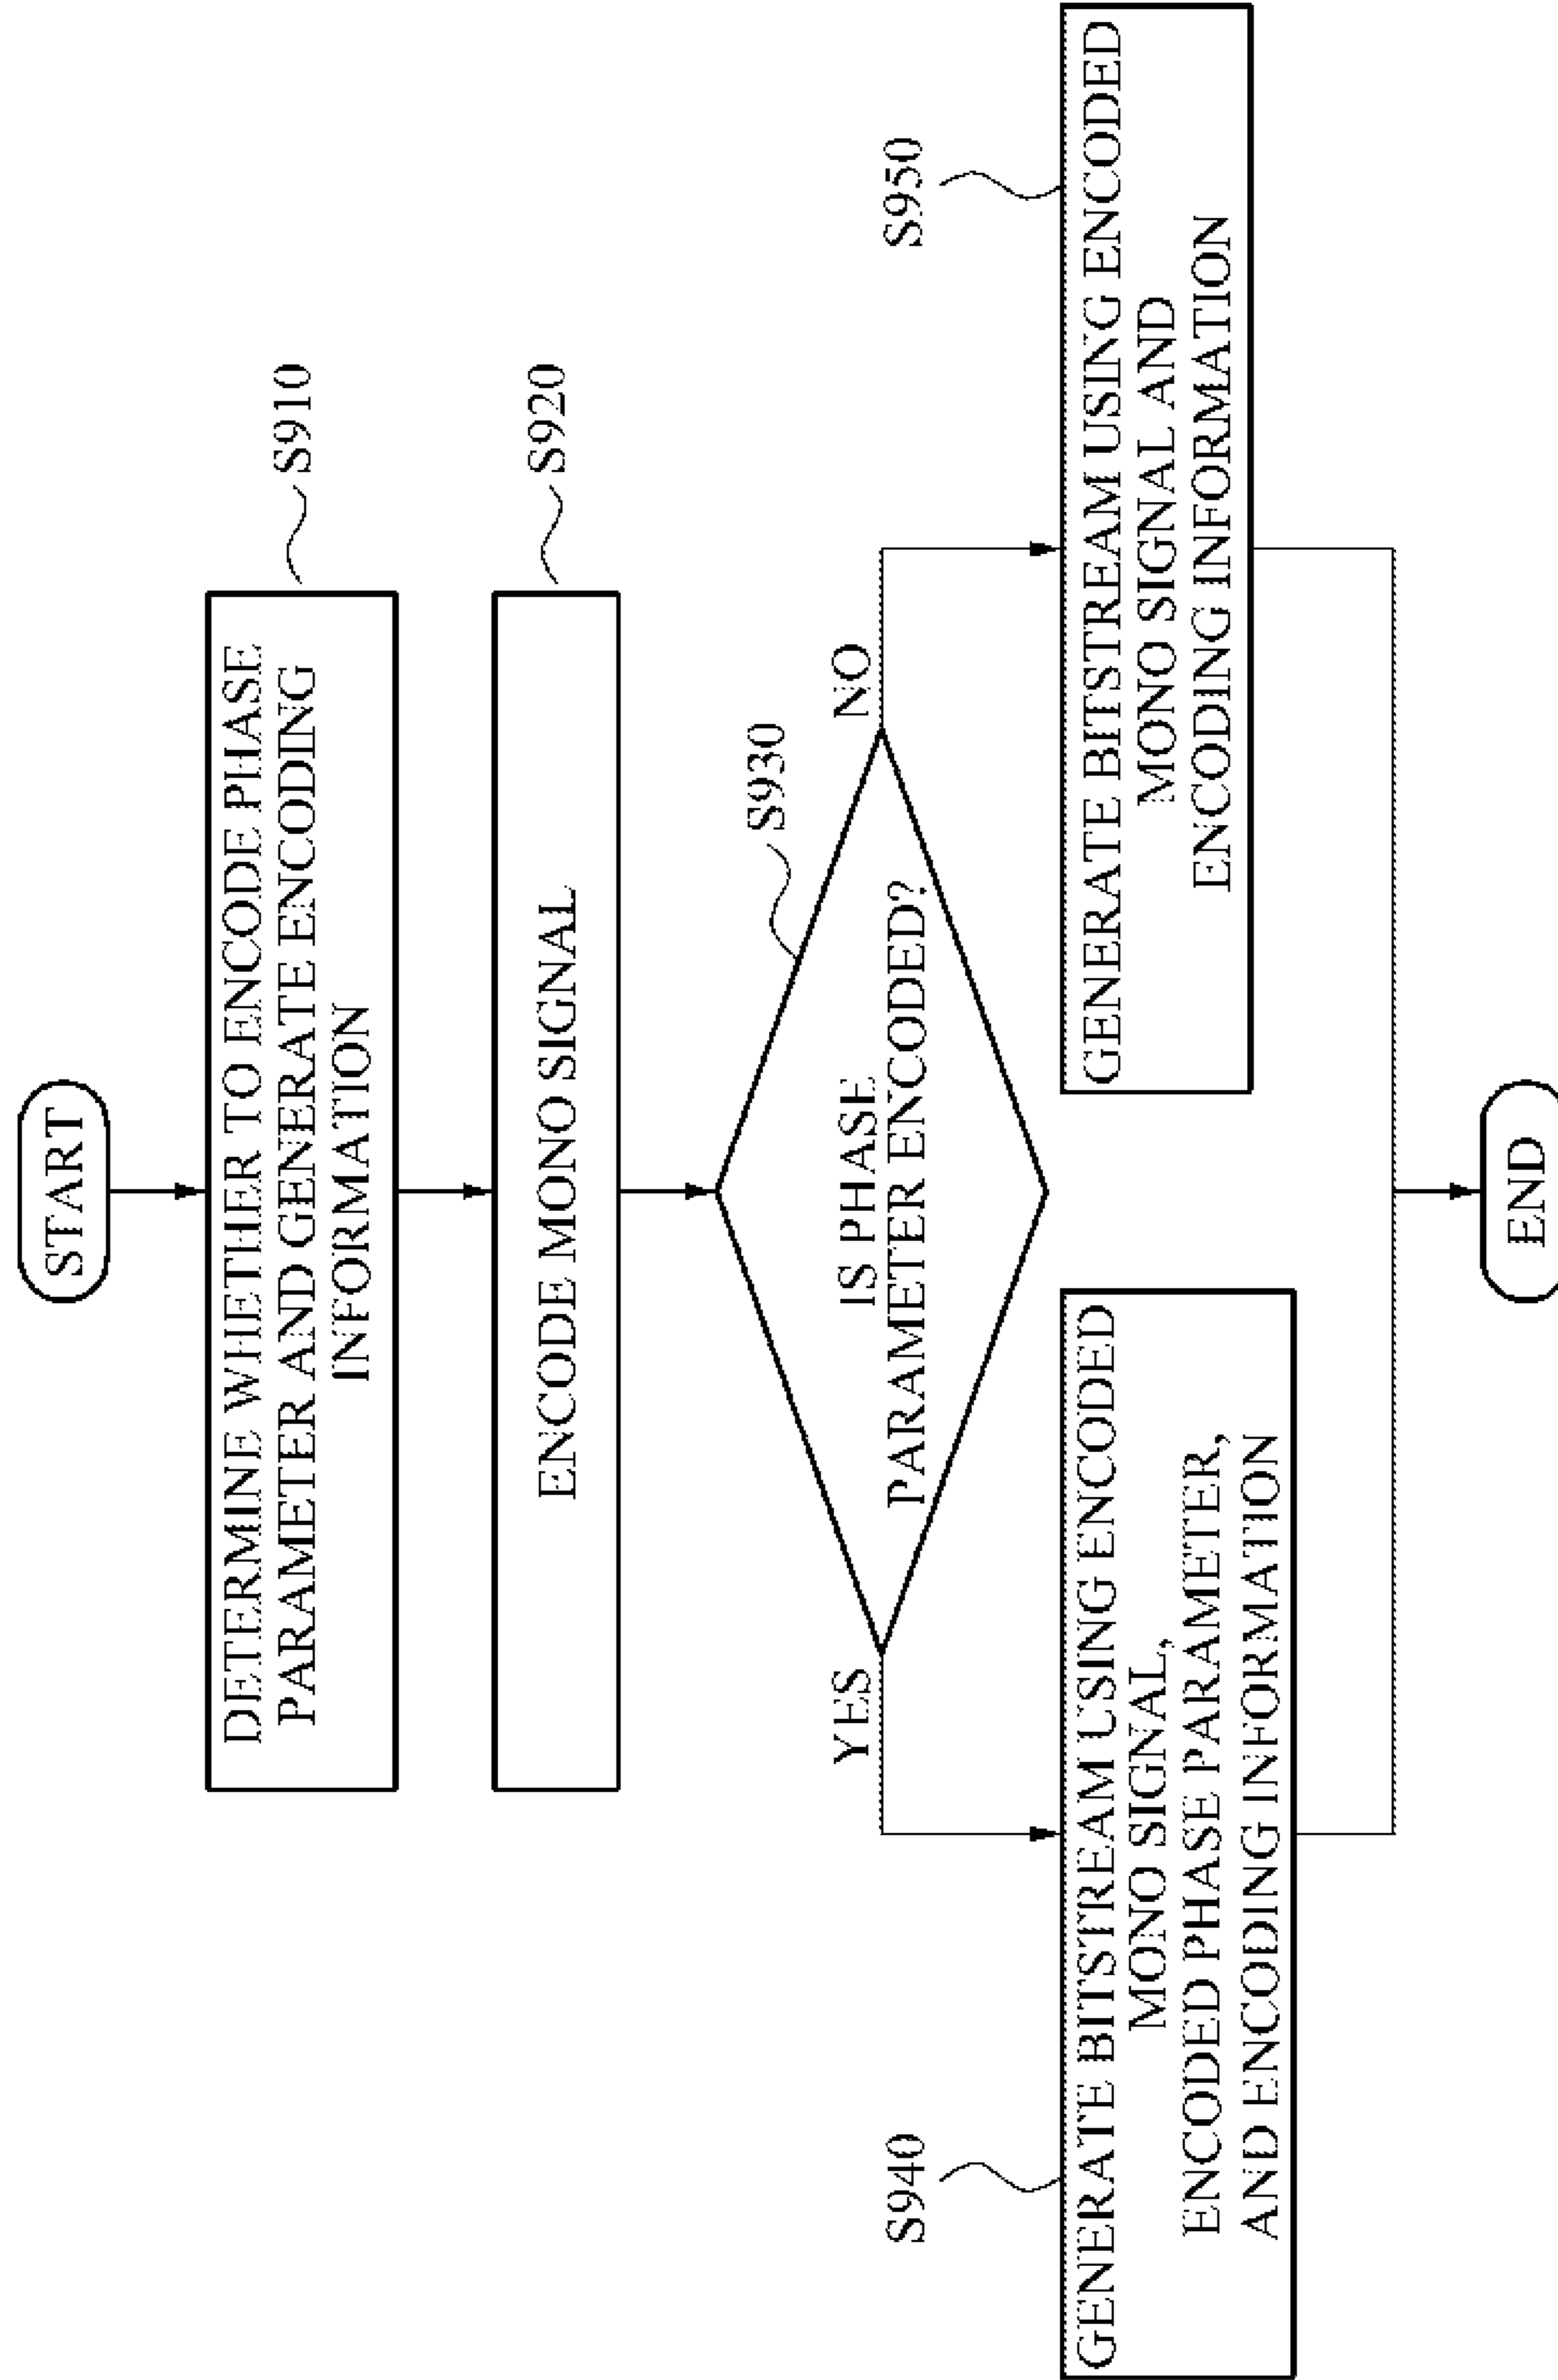 START
DETERMINE WHETHER TO ENCODE PHASE
PARAMETER AND GENERATE ENCODING
INFORMATION
S910
ENCODE MONO SIGNAL
S920
S930
IS PHASE
PARAMETER ENCODED?
YES
NO
S940
GENERATE BITSTREAM USING ENCODED
MONO SIGNAL,
ENCODED PHASE PARAMETER,
AND ENCODING INFORMATION
S950
GENERATE BITSTREAM USING ENCODED
MONO SIGNAL AND
ENCODING INFORMATION
END